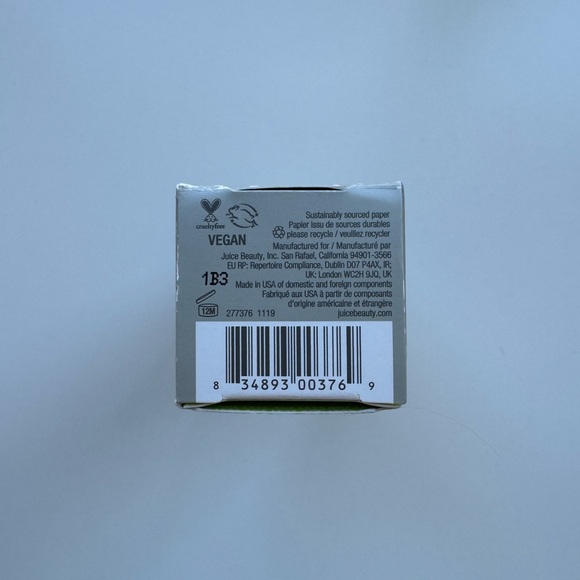 crueltyfree
VEGAN
1B3
12M
277376 1119
Sustainably sourced paper
Papier issu de sources durables
please recycle / veuillez recycler
Manufactured for / Manufacturé par
Juice Beauty, Inc. San Rafael, California 94901-3566
EU RP: Repertoire Compliance, Dublin D07 P4AX, IR;
UK: London WC2H 9JQ, UK
Made in USA of domestic and foreign components
Fabriqué aux USA à partir de composants
d'origine américaine et étrangère
juicebeauty.com
8 34893 00376 9